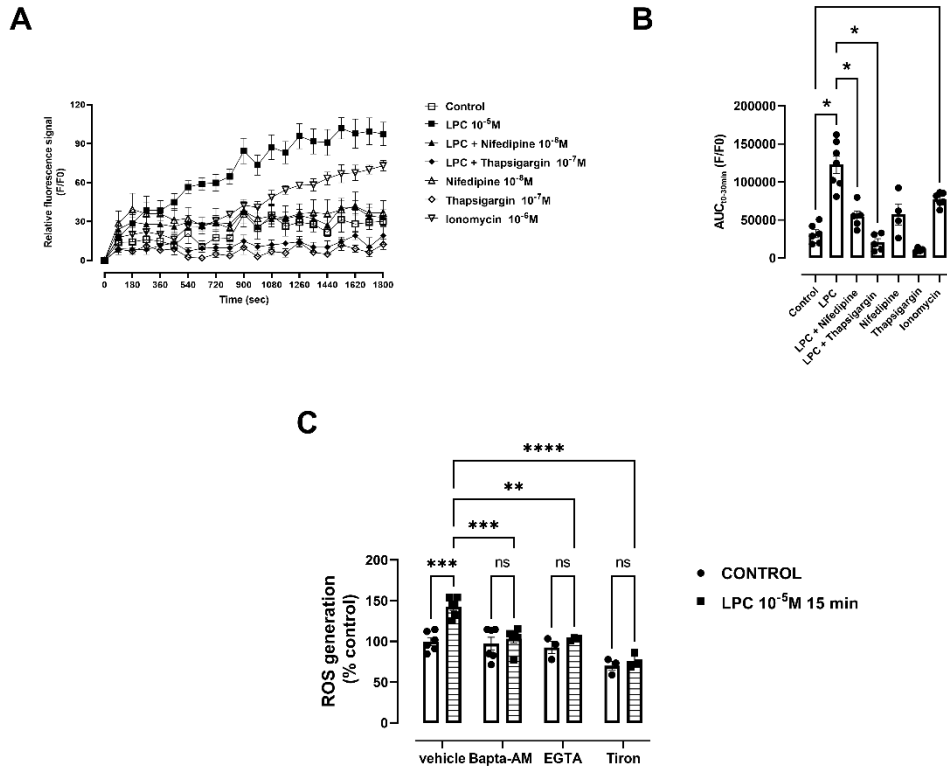 A
Relative fluorescence signal
(F/F0)
120
90
60
30
0
0 180 360 540 720 900 1080 1260 1440 1620 1800
Time (sec)
Control
LPC 10⁻⁵M
LPC + Nifedipine 10⁻⁸M
LPC + Thapsigargin 10⁻⁷M
Nifedipine 10⁻⁸M
Thapsigargin 10⁻⁷M
Ionomycin 10⁻⁶M
B
*
*
*
AUC10-30min (F/F0)
200000
150000
100000
50000
0
Control
LPC
LPC + Nifedipine
LPC + Thapsigargin
Nifedipine
Thapsigargin
Ionomycin
C
****
**
***
*** ns ns ns
ROS generation
(% control)
200
150
100
50
0
vehicle Bapta-AM EGTA Tiron
CONTROL
LPC 10⁻⁵M 15 min